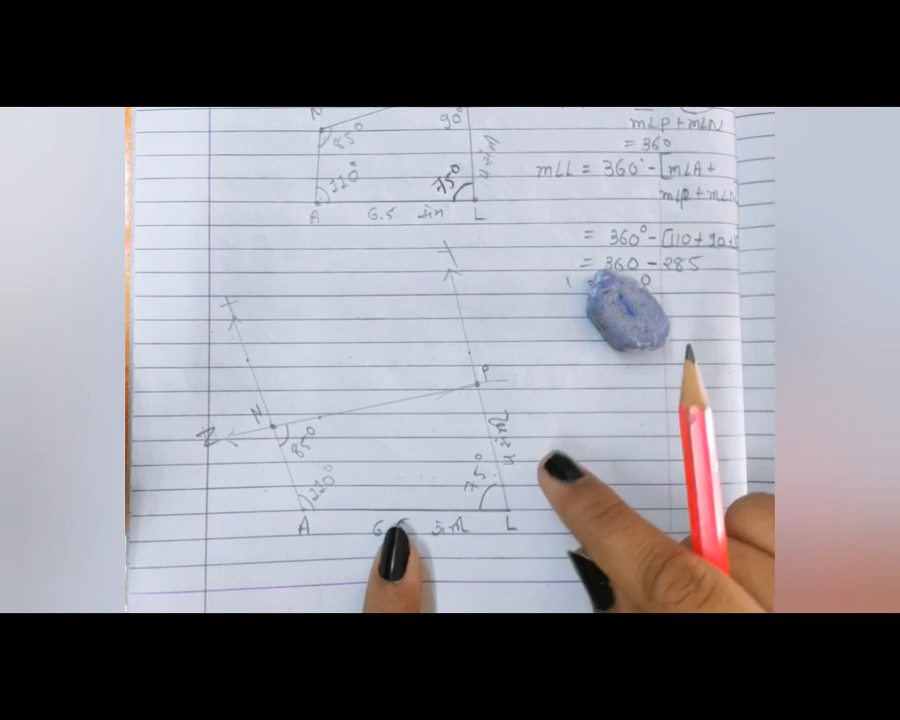 m∠P + m∠N
= 360
N
85°
90°
m∠L = 360° - [m∠A +
110°
75°
A
6.5
सेमी
L
= 360° - [110 + 90 +
= 360 - 285
P
N
85°
110°
75°
A
6.5
L